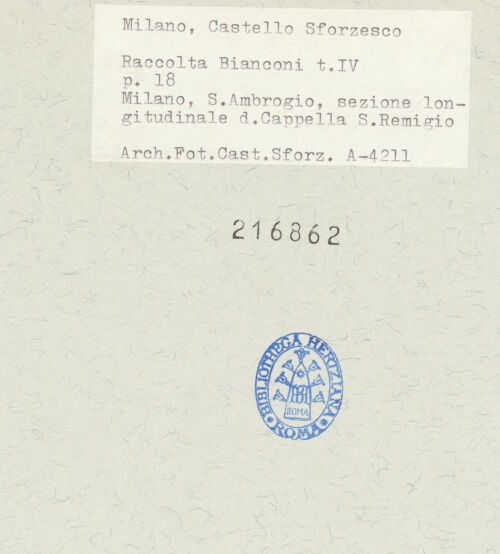 Milano, Castello Sforzesco
Raccolta Bianconi t.IV
p. 18
Milano, S.Ambrogio, sezione lon-
gitudinale d.Cappella S.Remigio
Arch.Fot.Cast.Sforz. A-4211
216862
BIBLIOTHECA HERTZIANA
BH
ROMA
ROMA